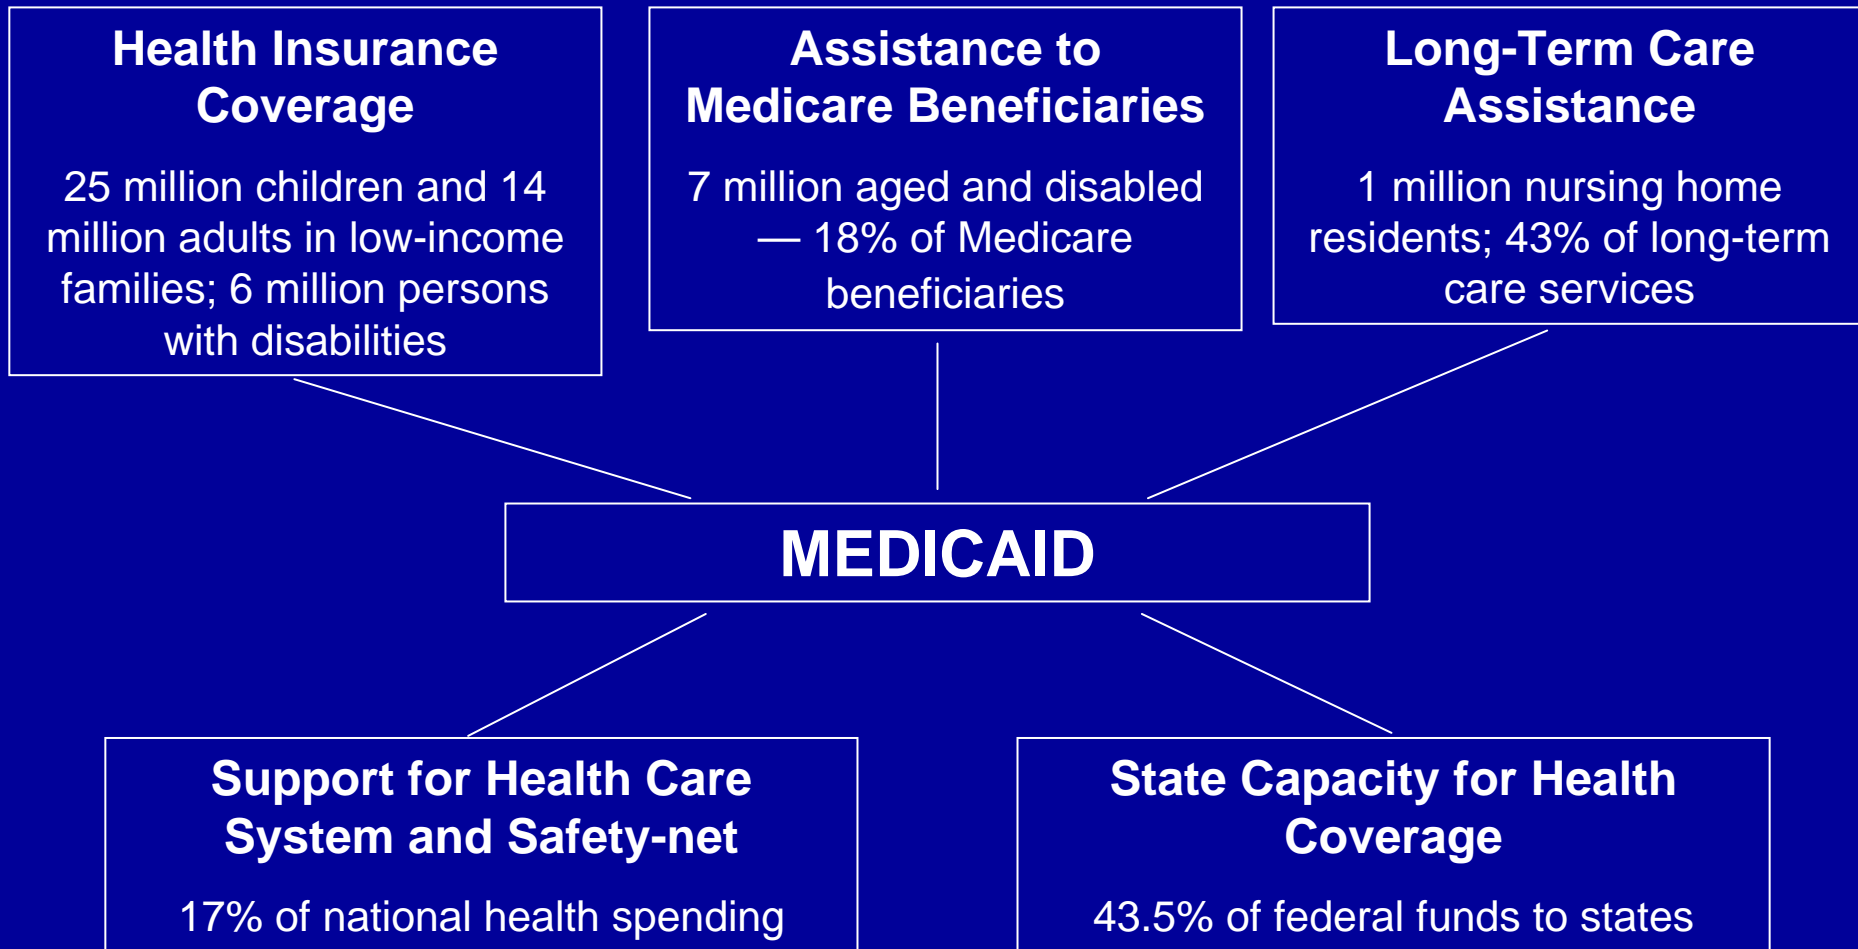 Health Insurance
Coverage
25 million children and 14
million adults in low-income
families; 6 million persons
with disabilities
Assistance to
Medicare Beneficiaries
7 million aged and disabled
— 18% of Medicare
beneficiaries
Long-Term Care
Assistance
1 million nursing home
residents; 43% of long-term
care services
MEDICAID
Support for Health Care
System and Safety-net
17% of national health spending
State Capacity for Health
Coverage
43.5% of federal funds to states